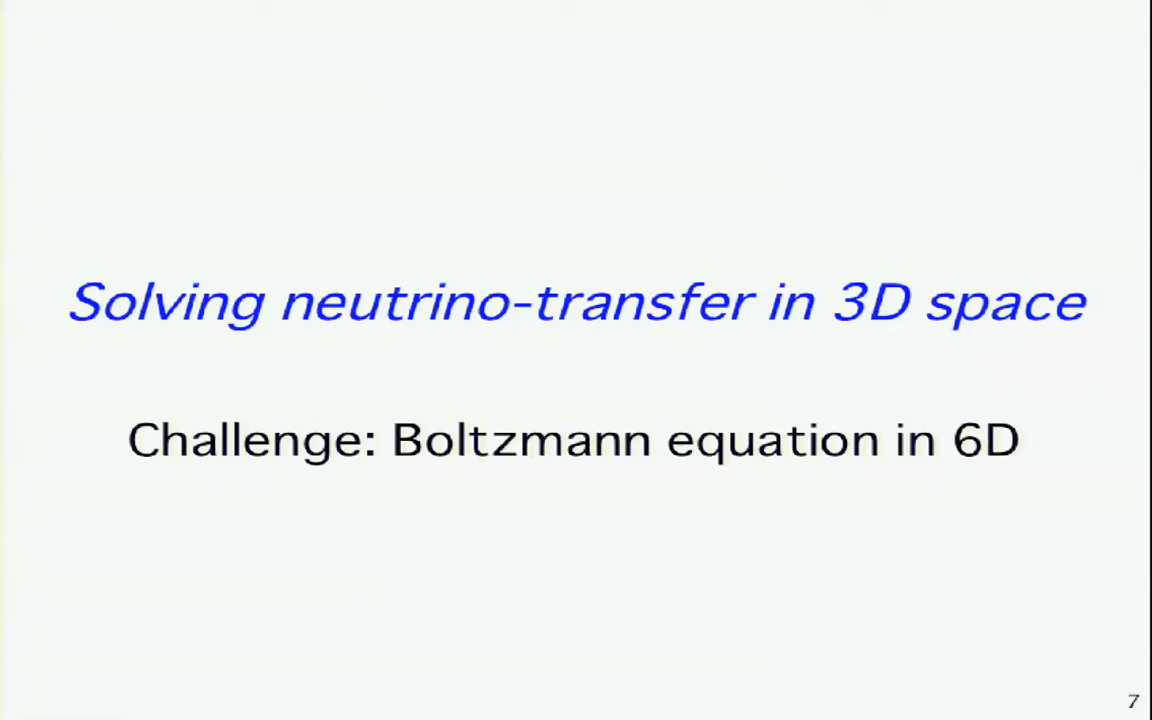 Solving neutrino-transfer in 3D space
Challenge: Boltzmann equation in 6D
7